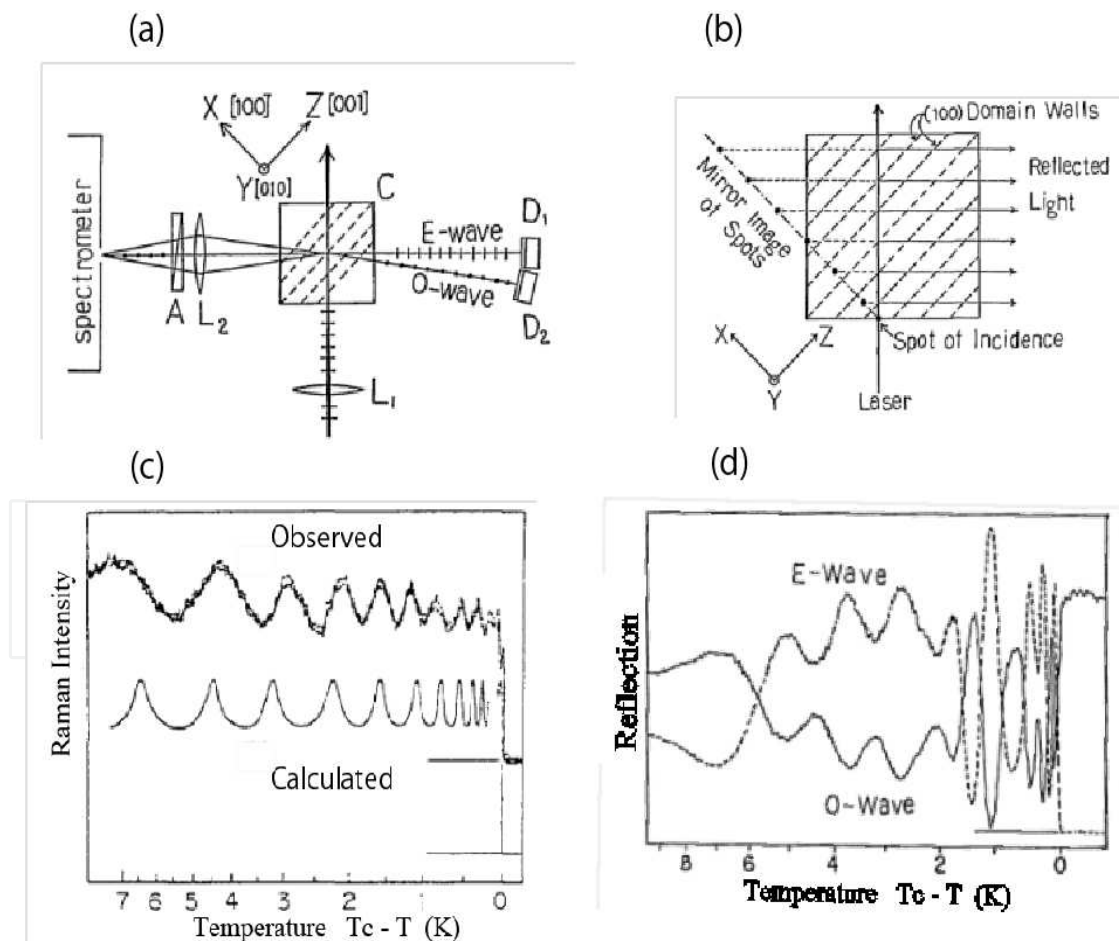 (a)
X [100]
Z [001]
Y[010]
C
spectrometer
E-wave
D1
O-wave
D2
A
L2
L1
(b)
(100) Domain Walls
Reflected
Light
Mirror Image
of Spots
Spot of Incidence
X
Z
Y
Laser
(c)
Observed
Raman Intensity
Calculated
7 6 5 4 3 2 1 0
Temperature Tc - T (K)
(d)
E-Wave
Reflection
O-Wave
8 6 4 2 0
Temperature Tc - T (K)